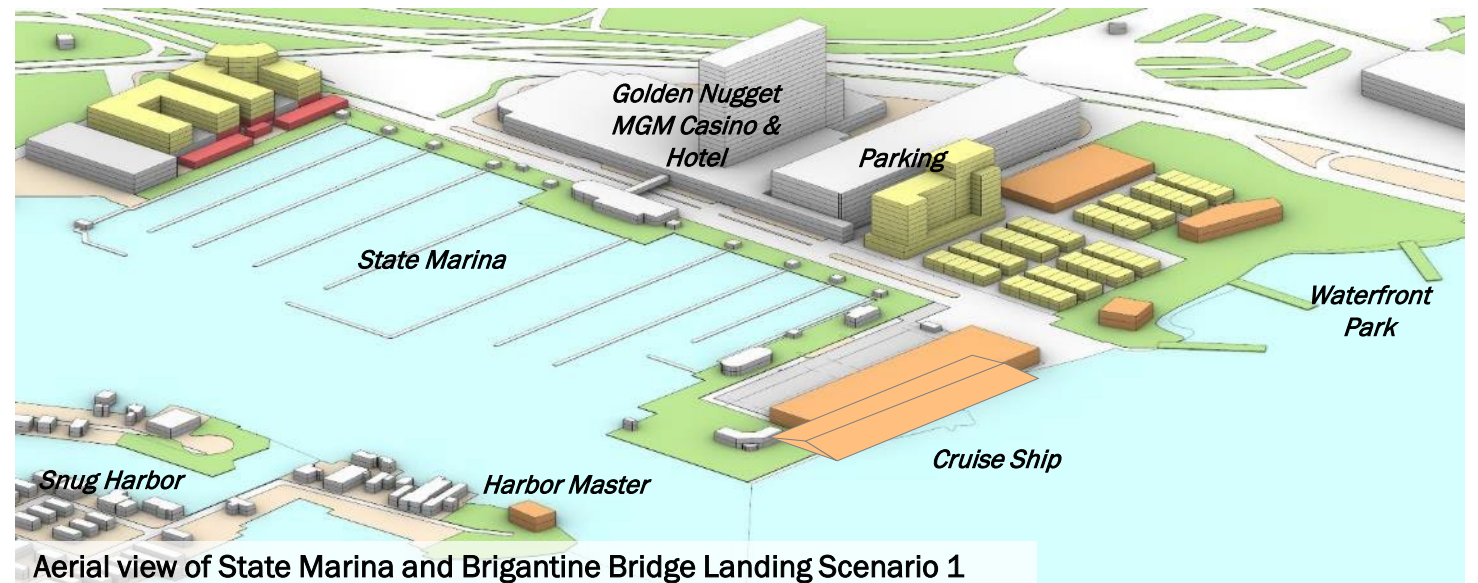 Golden Nugget
MGM Casino &
Hotel
Parking
State Marina
Waterfront
Park
Cruise Ship
Snug Harbor
Harbor Master
Aerial view of State Marina and Brigantine Bridge Landing Scenario 1